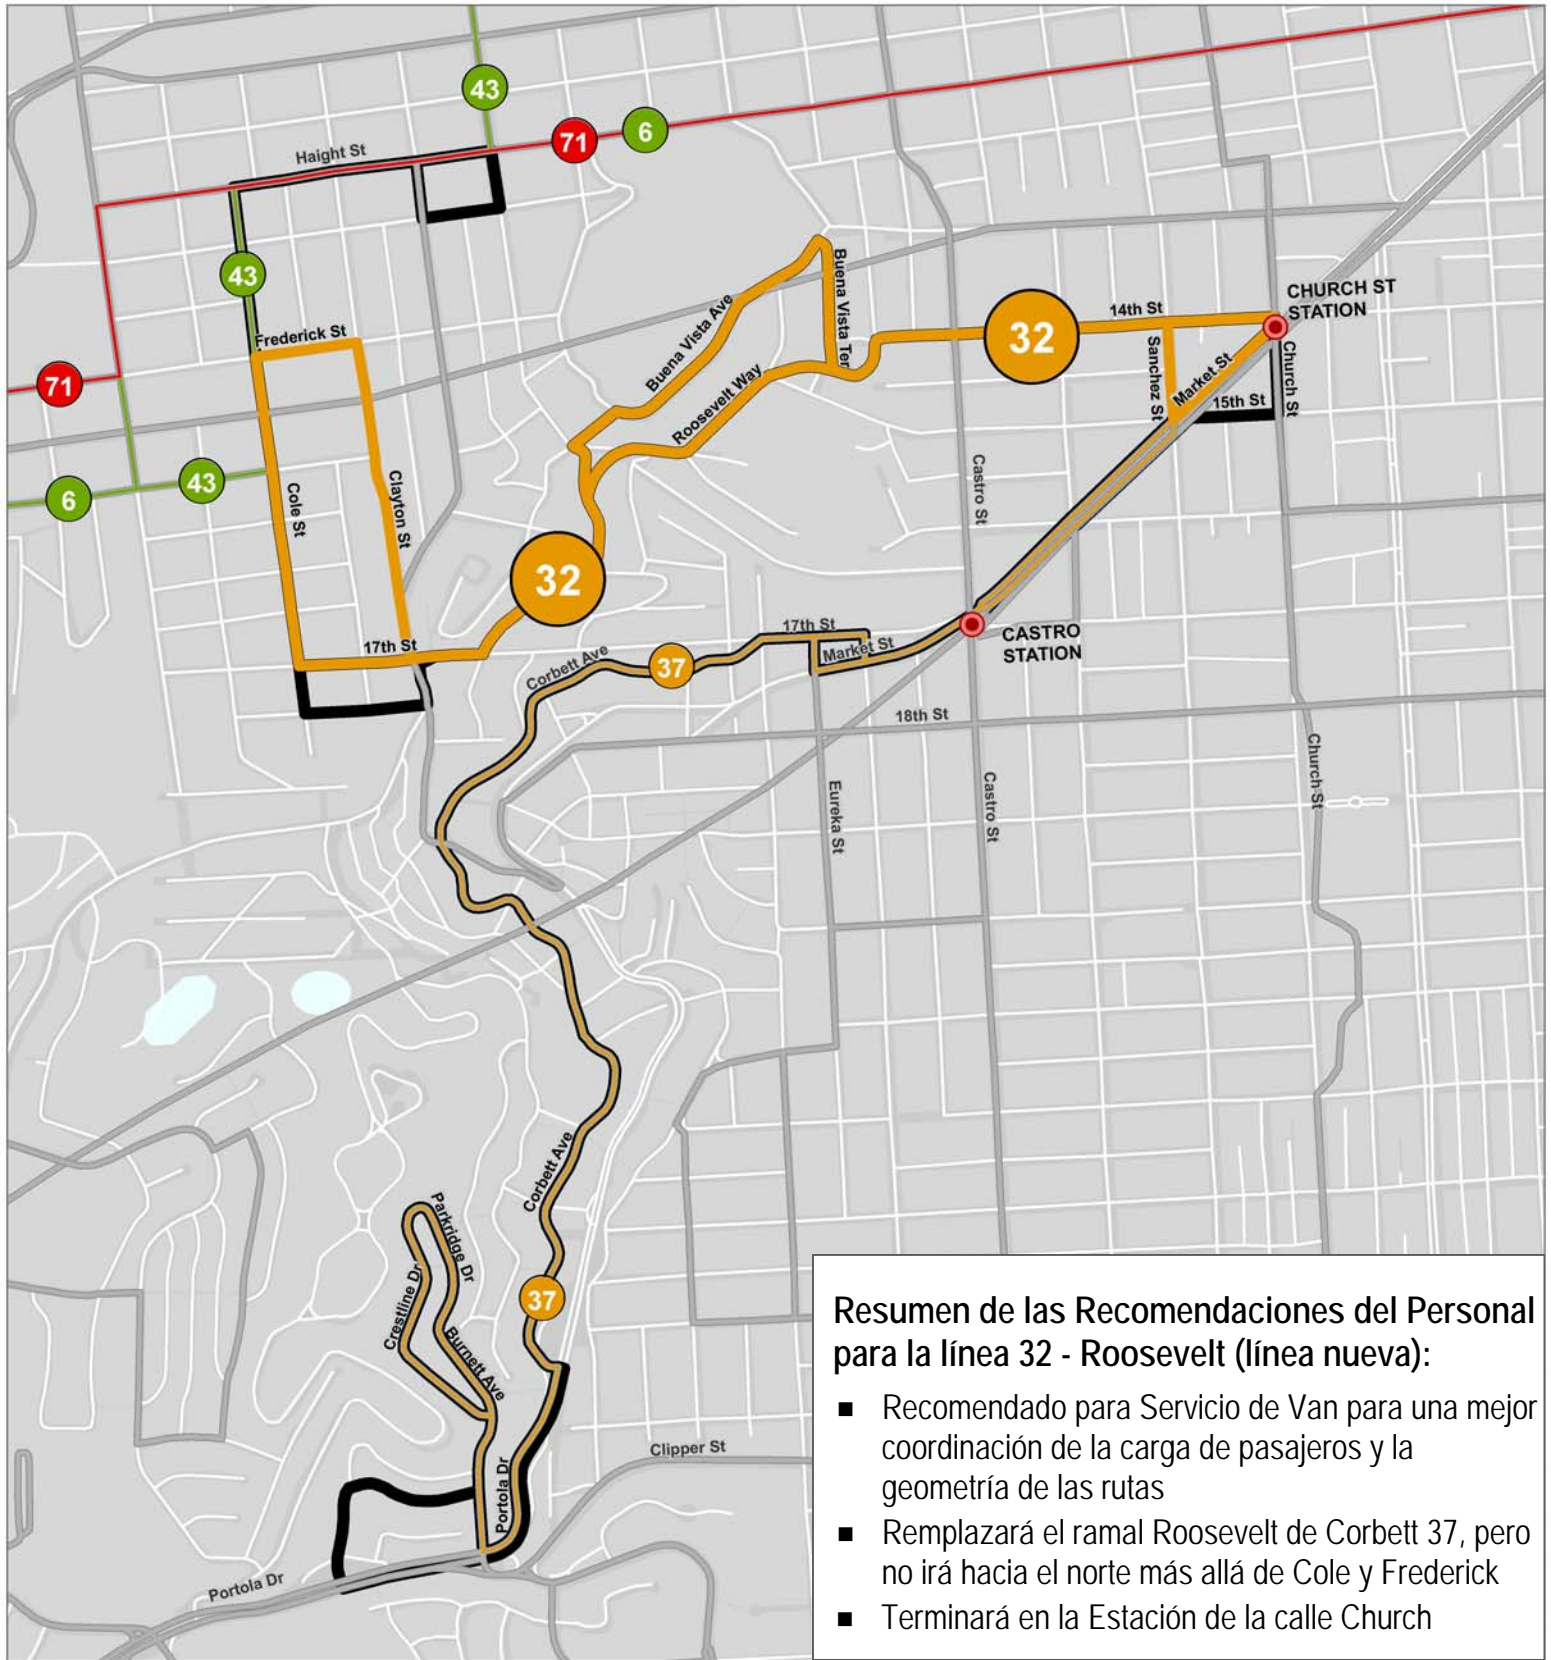 43
71
6
Haight St
43
Buena Vista Ter
CHURCH ST
STATION
14th St
32
Buena Vista Ave
Frederick St
Sanchez St
Market St
Church St
71
Roosevelt Way
15th St
Cole St
Clayton St
Castro St
6
43
32
17th St
17th St
Market St
CASTRO
STATION
Corbett Ave
37
18th St
Church St
Eureka St
Castro St
Corbett Ave
Parkridge Dr
Crestline Dr
37
Burnett Ave
Portola Dr
Clipper St
Portola Dr
Resumen de las Recomendaciones del Personal
para la línea 32 - Roosevelt (línea nueva):
■ Recomendado para Servicio de Van para una mejor
coordinación de la carga de pasajeros y la
geometría de las rutas
■ Remplazará el ramal Roosevelt de Corbett 37, pero
no irá hacia el norte más allá de Cole y Frederick
■ Terminará en la Estación de la calle Church